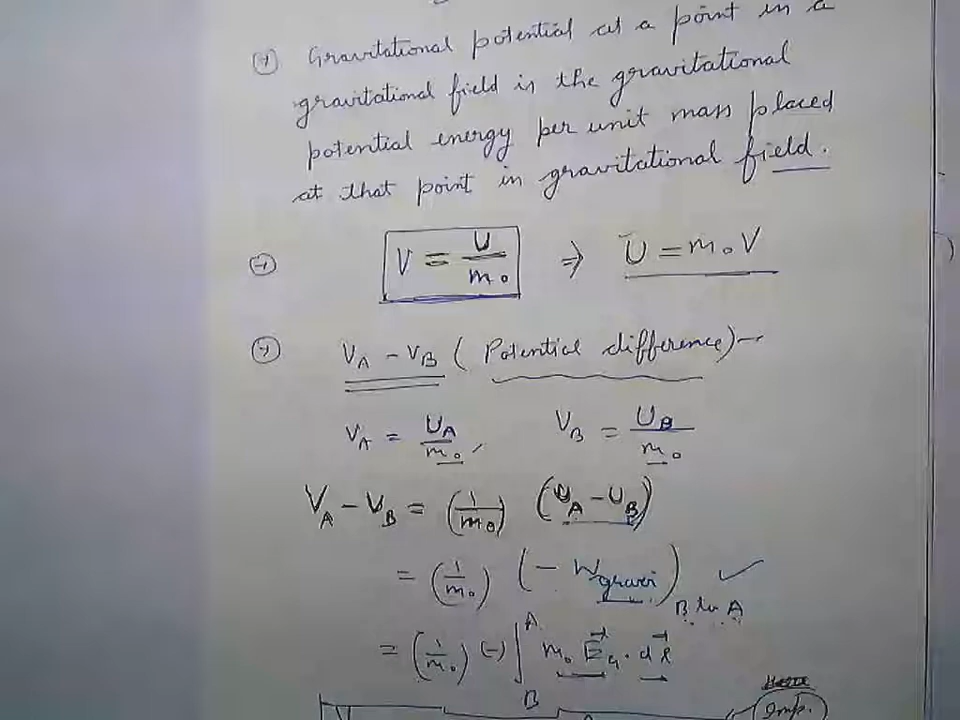 → Gravitational potential at a point in a
gravitational field is the gravitational
potential energy per unit mass placed
at that point in gravitational field.
→ V = U/m₀ ⇒ U = m₀V
→ V_A - V_B ( Potential difference) →
V_A = U_A/m₀, V_B = U_B/m₀
V_A - V_B = (1/m₀) (U_A - U_B)
= (1/m₀) (- W_gravi)_B to A ✓
= (1/m₀) (-) ∫_B^A m₀ E⃗_G . dr⃗
Imp.